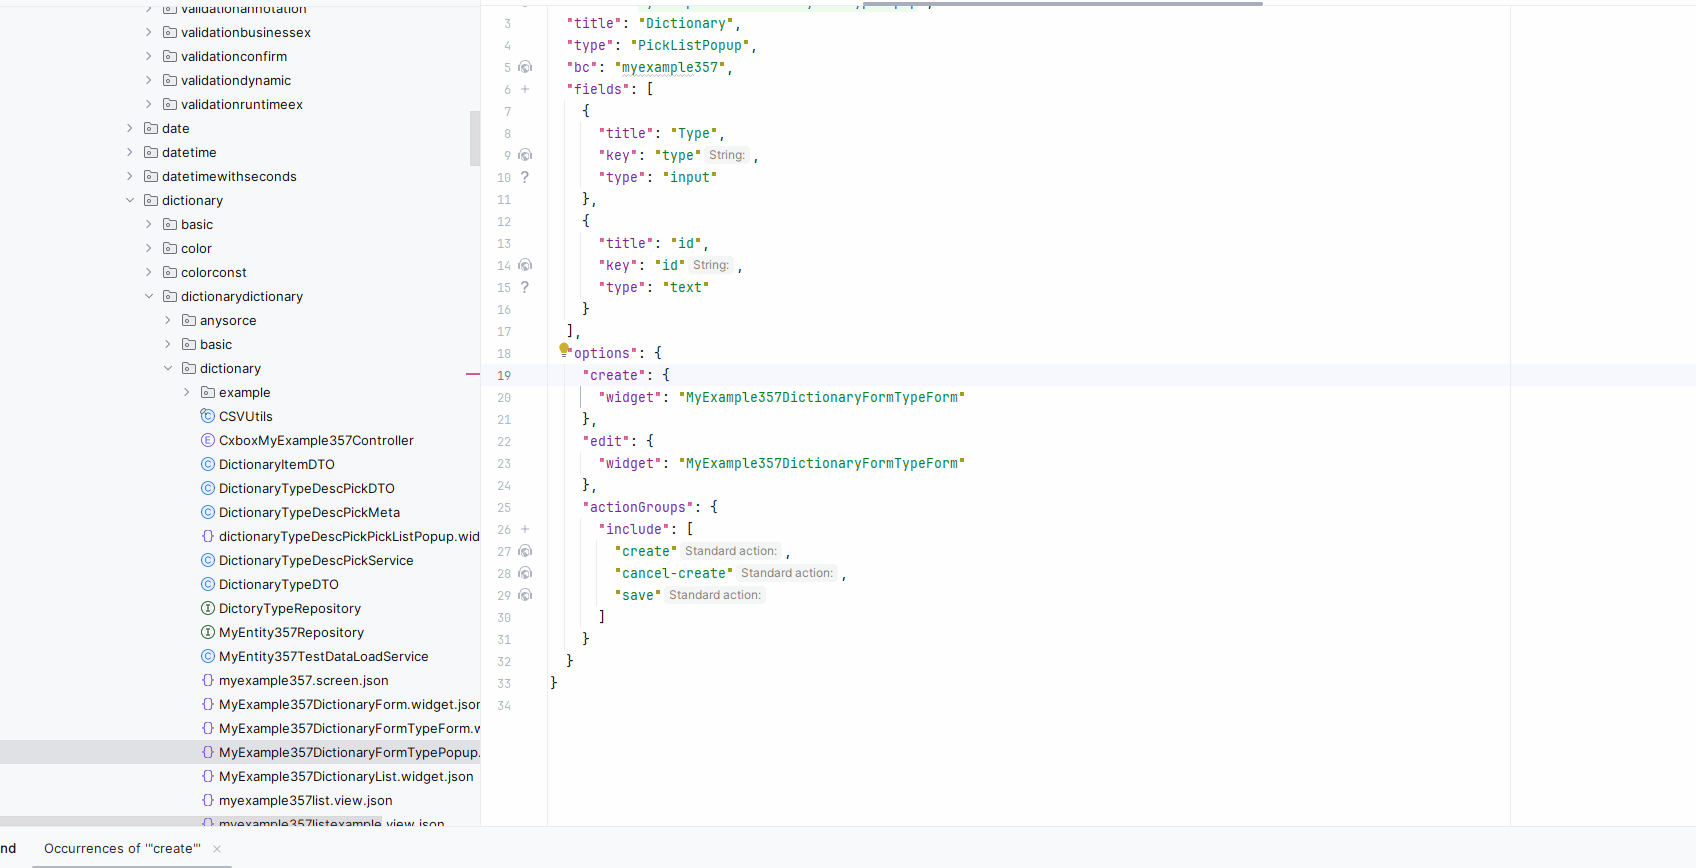 validationannotation
validationbusinessex
validationconfirm
validationdynamic
validationruntimeex
date
datetime
datetimewithseconds
dictionary
basic
color
colorconst
dictionarydictionary
anysorce
basic
dictionary
example
CSVUtils
CxboxMyExample357Controller
DictionaryItemDTO
DictionaryTypeDescPickDTO
DictionaryTypeDescPickMeta
dictionaryTypeDescPickPickListPopup.wid
DictionaryTypeDescPickService
DictionaryTypeDTO
DictoryTypeRepository
MyEntity357Repository
MyEntity357TestDataLoadService
myexample357.screen.json
MyExample357DictionaryForm.widget.json
MyExample357DictionaryFormTypeForm.w
MyExample357DictionaryFormTypePopup.
MyExample357DictionaryList.widget.json
myexample357list.view.json
myexample357listexample.view.json
3 "title": "Dictionary",
4 "type": "PickListPopup",
5 "bc": "myexample357",
6 "fields": [
7 {
8 "title": "Type",
9 "key": "type" String: ,
10 "type": "input"
11 },
12 {
13 "title": "id",
14 "key": "id" String: ,
15 "type": "text"
16 }
17 ],
18 "options": {
19 "create": {
20 "widget": "MyExample357DictionaryFormTypeForm"
21 },
22 "edit": {
23 "widget": "MyExample357DictionaryFormTypeForm"
24 },
25 "actionGroups": {
26 "include": [
27 "create" Standard action: ,
28 "cancel-create" Standard action: ,
29 "save" Standard action:
30 ]
31 }
32 }
33 }
34
nd Occurrences of '"create"' ×